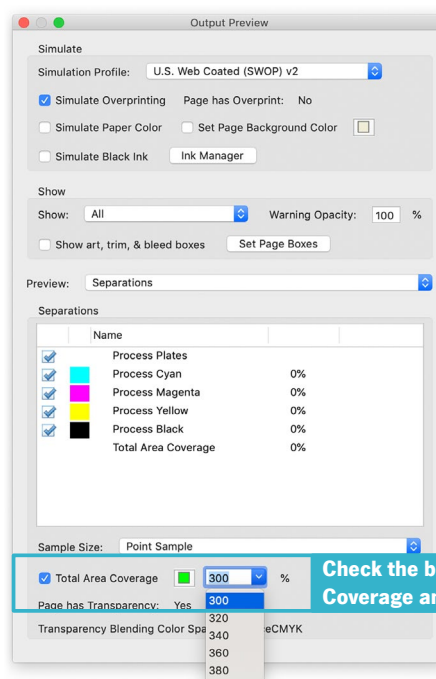 Output Preview
Simulate
Simulation Profile: U.S. Web Coated (SWOP) v2
Simulate Overprinting Page has Overprint: No
Simulate Paper Color Set Page Background Color
Simulate Black Ink Ink Manager
Show
Show: All Warning Opacity: 100 %
Show art, trim, & bleed boxes Set Page Boxes
Preview: Separations
Separations
Name
Process Plates
Process Cyan 0%
Process Magenta 0%
Process Yellow 0%
Process Black 0%
Total Area Coverage 0%
Sample Size: Point Sample
Total Area Coverage 300 %
Check the b
Coverage ar
Page has Transparency: Yes
300
320
Transparency Blending Color Spa eCMYK
340
360
380